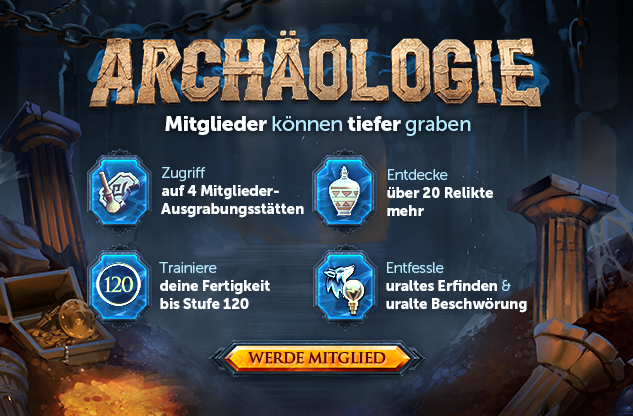 ARCHÄOLOGIE
Mitglieder können tiefer graben
Zugriff
auf 4 Mitglieder-
Ausgrabungsstätten
Entdecke
über 20 Relikte
mehr
120
Trainiere
deine Fertigkeit
bis Stufe 120
Entfessle
uraltes Erfinden &
uralte Beschwörung
WERDE MITGLIED